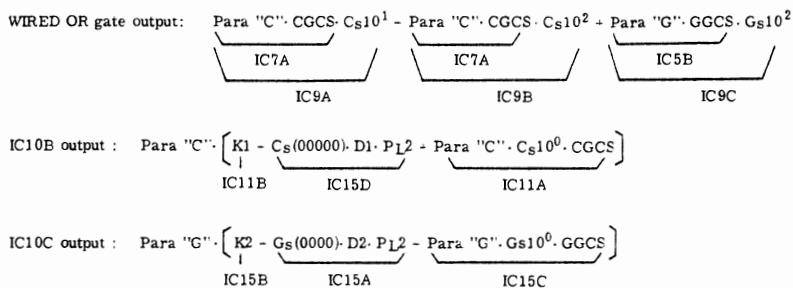 WIRED OR gate output: Para "C"· CGCS· Cs10¹ - Para "C"· CGCS· Cs10² + Para "G"· GGCS· Gs10²
IC7A IC7A IC5B
IC9A IC9B IC9C
IC10B output : Para "C"· [K1 - Cs(00000)· D1· PL2 - Para "C"· Cs10⁰· CGCS]
IC11B IC15D IC11A
IC10C output : Para "G"· [K2 - Gs(0000)· D2· PL2 - Para "G"· Gs10⁰· GGCS]
IC15B IC15A IC15C